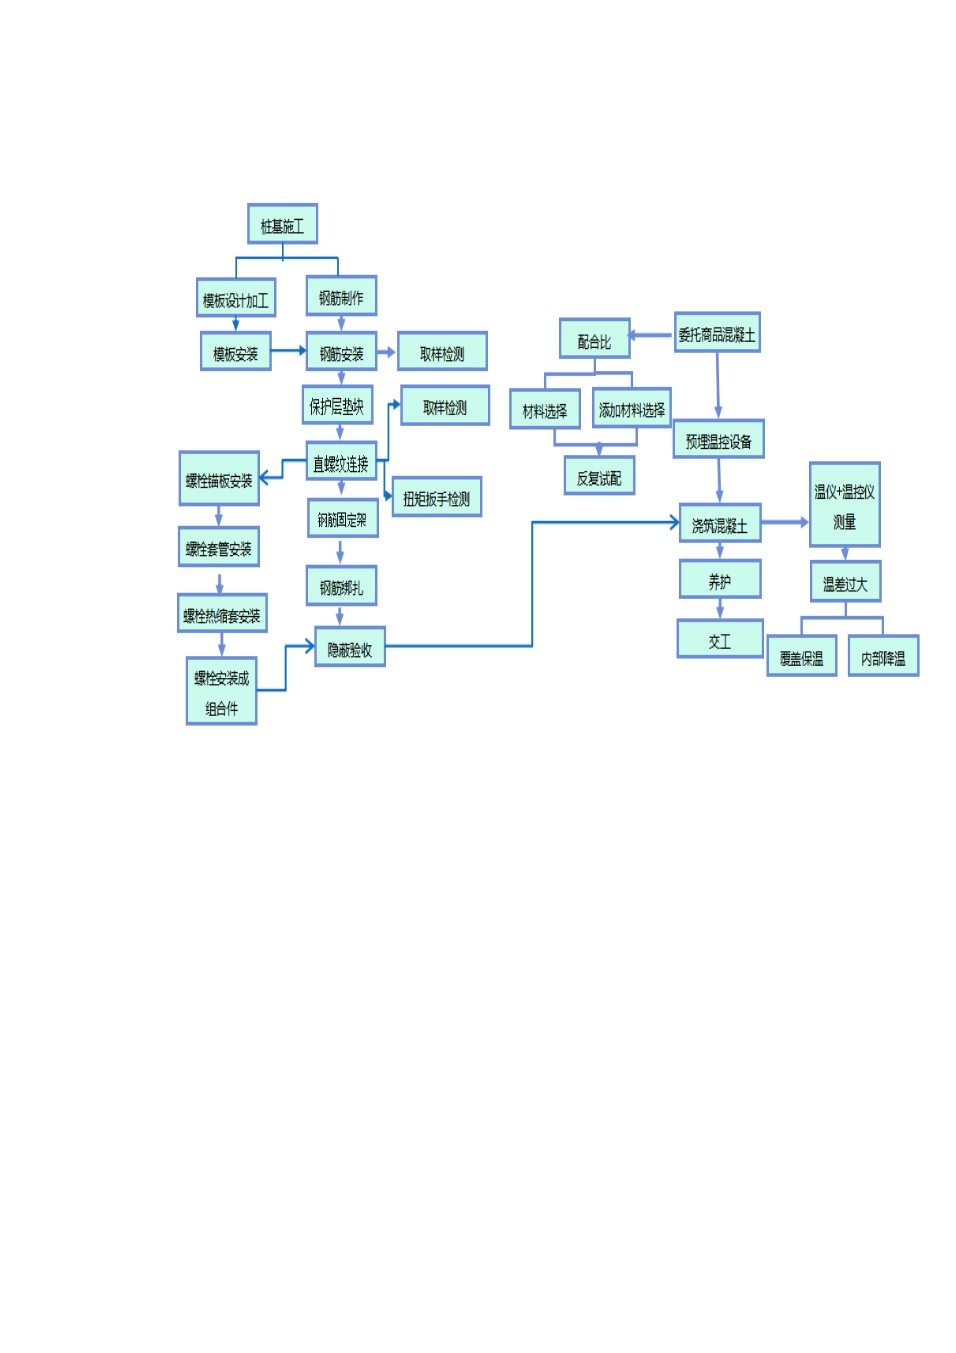 桩基施工
模板设计加工
钢筋制作
模板安装
钢筋安装
取样检测
保护层垫块
取样检测
直螺纹连接
扭矩扳手检测
螺栓锚板安装
钢筋固定架
螺栓套管安装
钢筋绑扎
螺栓热缩套安装
隐蔽验收
螺栓安装成
组合件
委托商品混凝土
配合比
材料选择
添加材料选择
反复试配
预埋温控设备
浇筑混凝土
温仪+温控仪
测量
养护
温差过大
交工
覆盖保温
内部降温